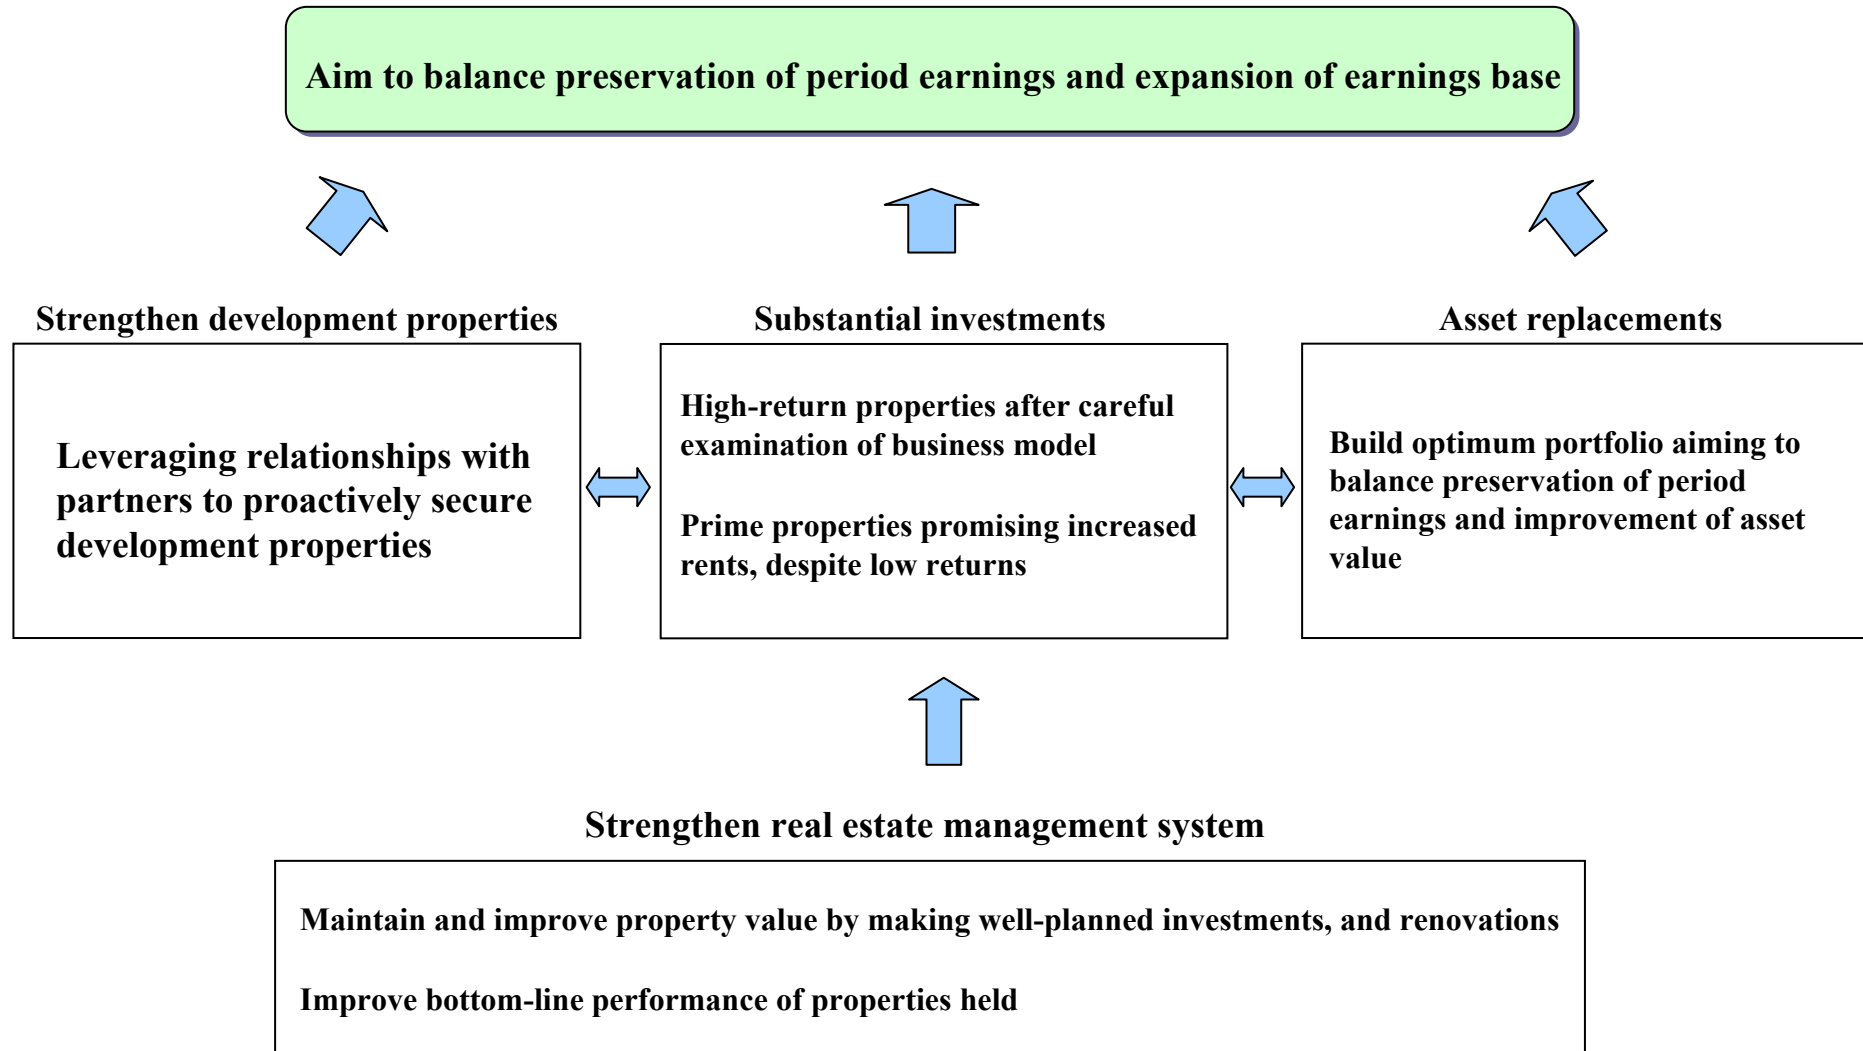 Aim to balance preservation of period earnings and expansion of earnings base
Strengthen development properties
Leveraging relationships with
partners to proactively secure
development properties
Substantial investments
High-return properties after careful
examination of business model
Prime properties promising increased
rents, despite low returns
Asset replacements
Build optimum portfolio aiming to
balance preservation of period
earnings and improvement of asset
value
Strengthen real estate management system
Maintain and improve property value by making well-planned investments, and renovations
Improve bottom-line performance of properties held